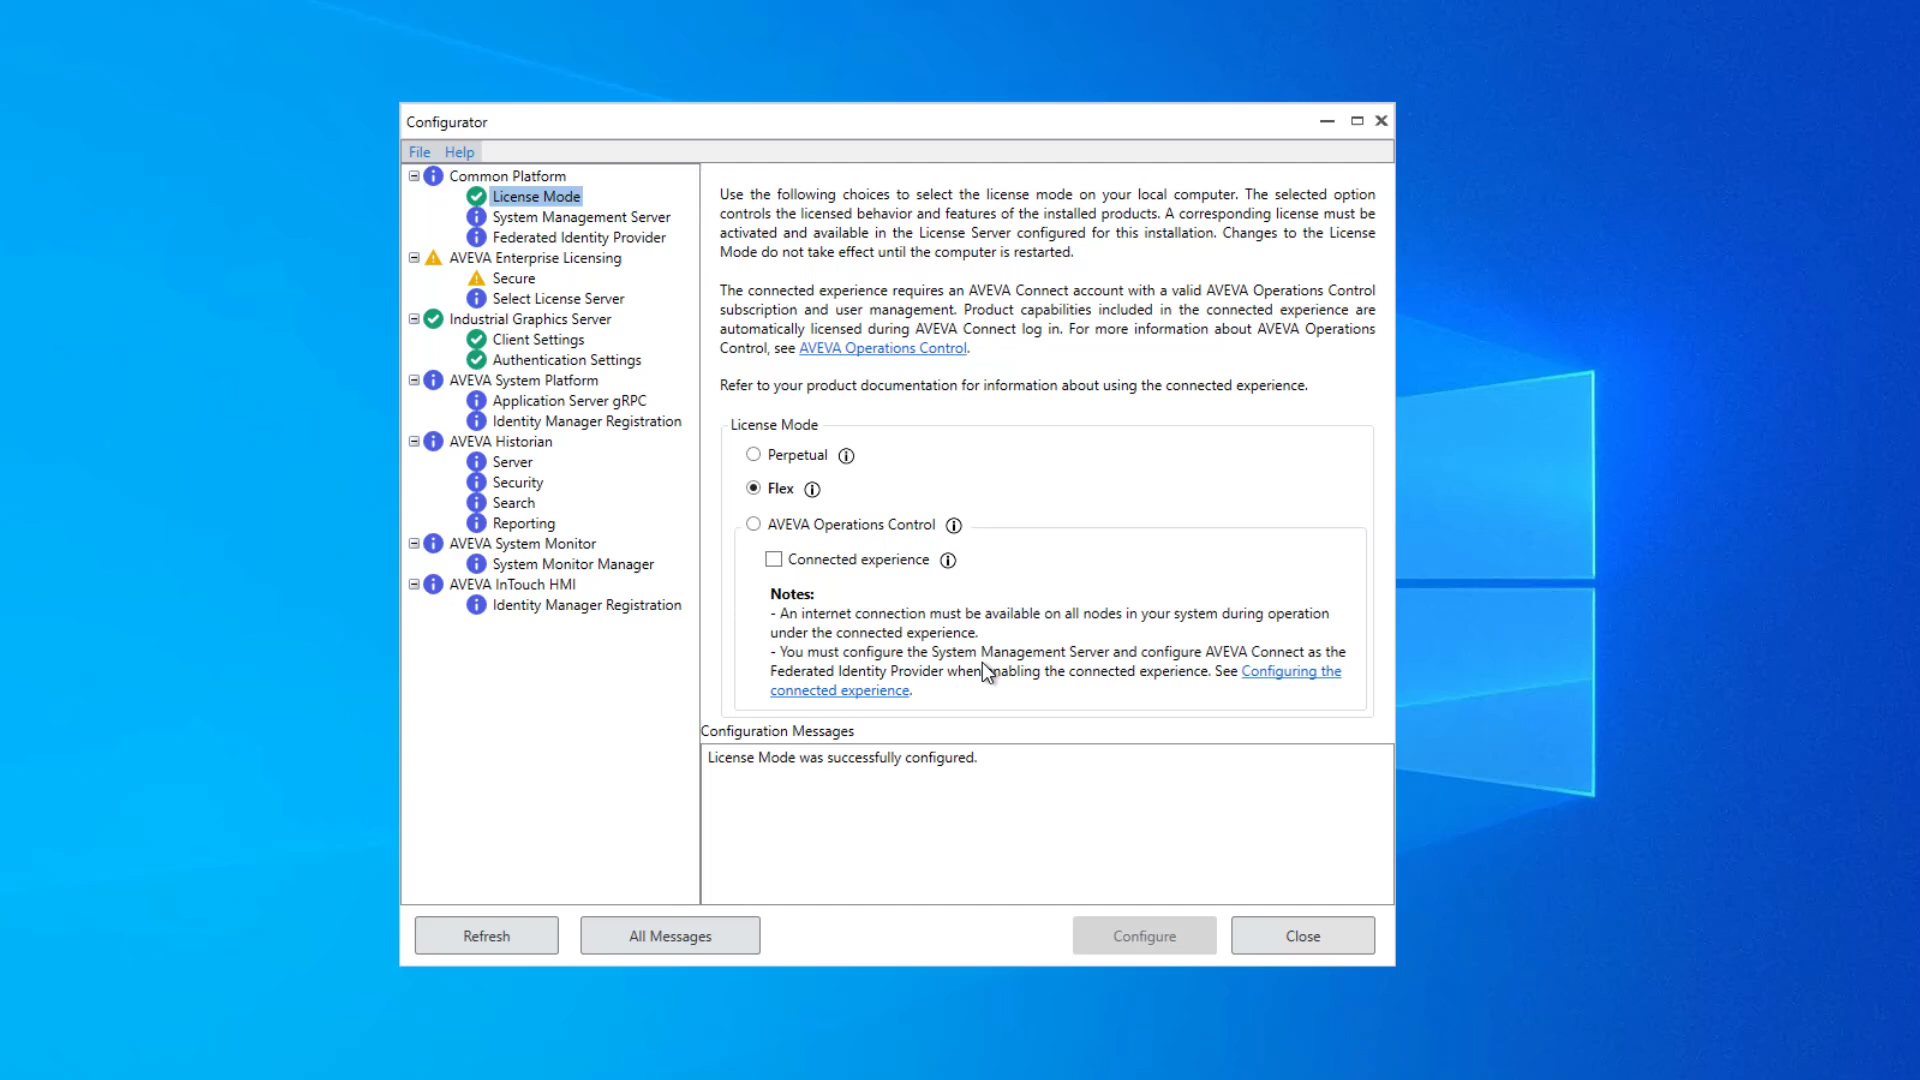 Configurator
File Help
Common Platform
License Mode
System Management Server
Federated Identity Provider
AVEVA Enterprise Licensing
Secure
Select License Server
Industrial Graphics Server
Client Settings
Authentication Settings
AVEVA System Platform
Application Server gRPC
Identity Manager Registration
AVEVA Historian
Server
Security
Search
Reporting
AVEVA System Monitor
System Monitor Manager
AVEVA InTouch HMI
Identity Manager Registration
Use the following choices to select the license mode on your local computer. The selected option
controls the licensed behavior and features of the installed products. A corresponding license must be
activated and available in the License Server configured for this installation. Changes to the License
Mode do not take effect until the computer is restarted.
The connected experience requires an AVEVA Connect account with a valid AVEVA Operations Control
subscription and user management. Product capabilities included in the connected experience are
automatically licensed during AVEVA Connect log in. For more information about AVEVA Operations
Control, see AVEVA Operations Control.
Refer to your product documentation for information about using the connected experience.
License Mode
Perpetual
Flex
AVEVA Operations Control
Connected experience
Notes:
- An internet connection must be available on all nodes in your system during operation
under the connected experience.
- You must configure the System Management Server and configure AVEVA Connect as the
Federated Identity Provider when enabling the connected experience. See Configuring the
connected experience.
Configuration Messages
License Mode was successfully configured.
Refresh
All Messages
Configure
Close